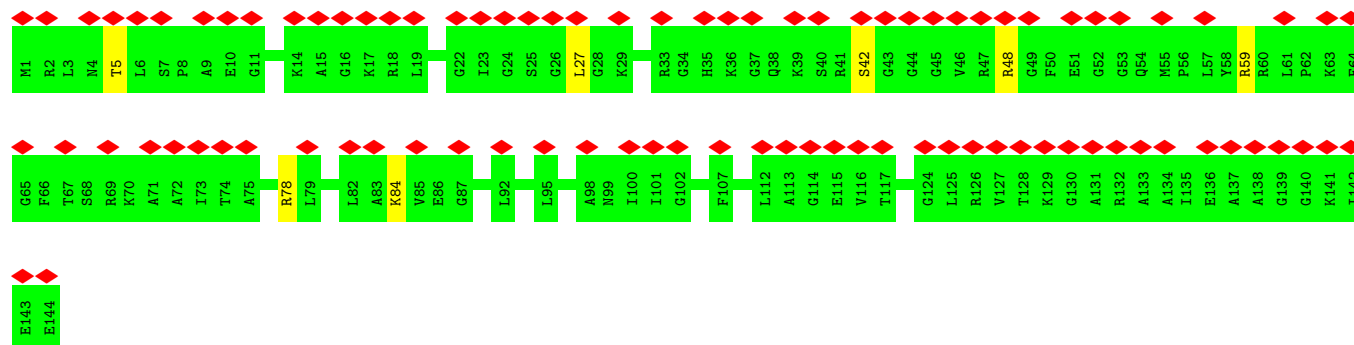 M1 R2 L3 N4 T5 L6 S7 P8 A9 E10 G11 K14 A15 G16 K17 R18 L19 G22 I23 G24 S25 G26 L27 G28 K29 R33 G34 H35 K36 G37 Q38 K39 S40 R41 S42 G43 G44 G45 V46 R47 R48 G49 F50 E51 G52 G53 Q54 M55 P56 L57 Y58 R59 R60 L61 P62 K63 F64
G65 F66 T67 S68 R69 K70 A71 A72 I73 T74 A75 R78 L79 L82 A83 K84 V85 E86 G87 L92 L95 A98 N99 I100 I101 G102 F107 L112 A113 G114 E115 V116 T117 G124 L125 R126 V127 T128 K129 G130 A131 R132 A133 A134 I135 E136 A137 A138 G139 G140 K141 I142
E143 E144